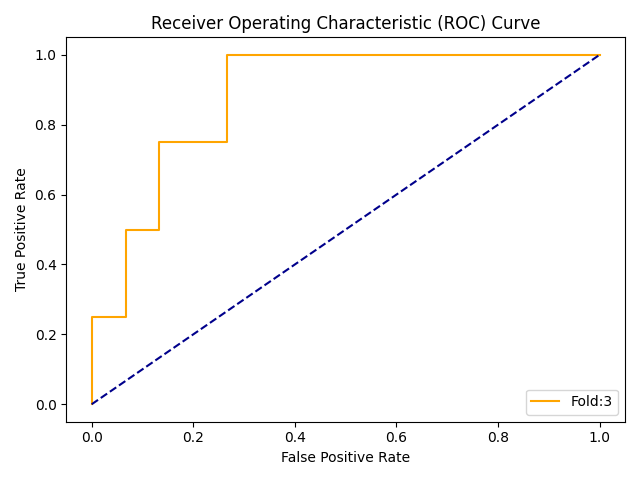 Receiver Operating Characteristic (ROC) Curve
1.0
0.8
0.6
0.4
0.2
0.0
True Positive Rate
0.0 0.2 0.4 0.6 0.8 1.0
False Positive Rate
Fold:3